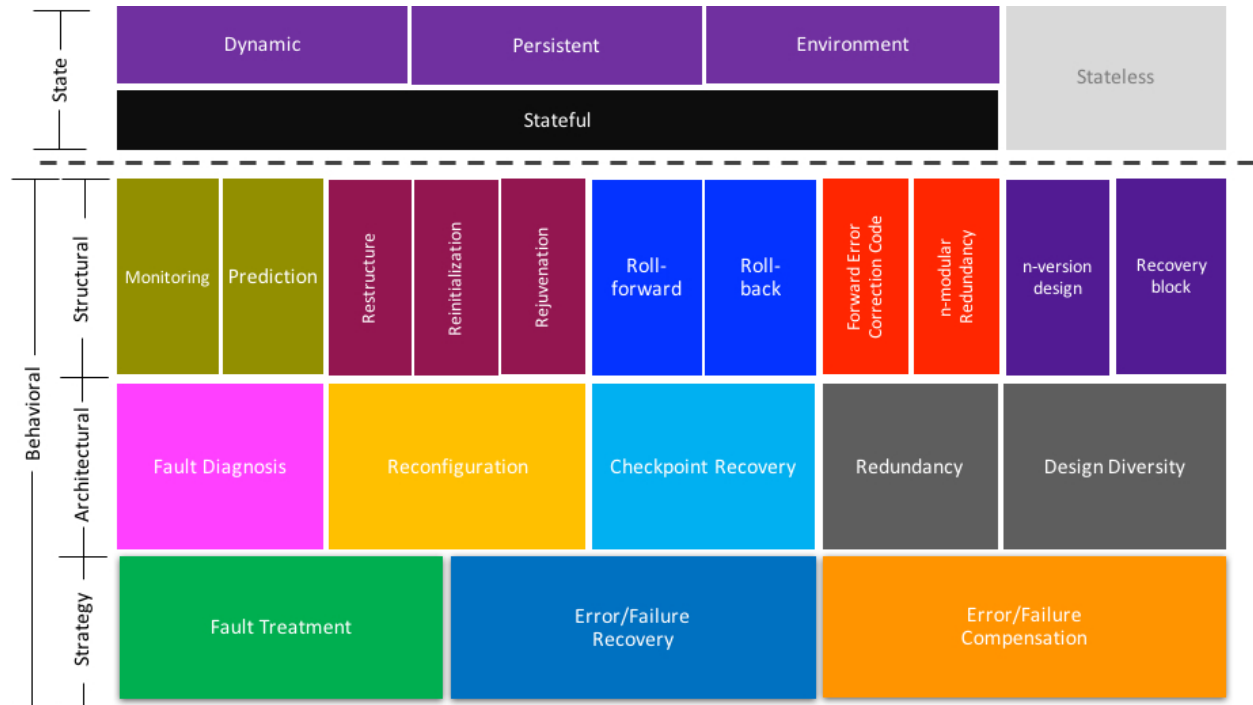 State
Dynamic
Persistent
Environment
Stateless
Stateful
Behavioral
Structural
Monitoring
Prediction
Restructure
Reinitialization
Rejuvenation
Roll-
forward
Roll-
back
Forward Error
Correction Code
n-modular
Redundancy
n-version
design
Recovery
block
Architectural
Fault Diagnosis
Reconfiguration
Checkpoint Recovery
Redundancy
Design Diversity
Strategy
Fault Treatment
Error/Failure
Recovery
Error/Failure
Compensation